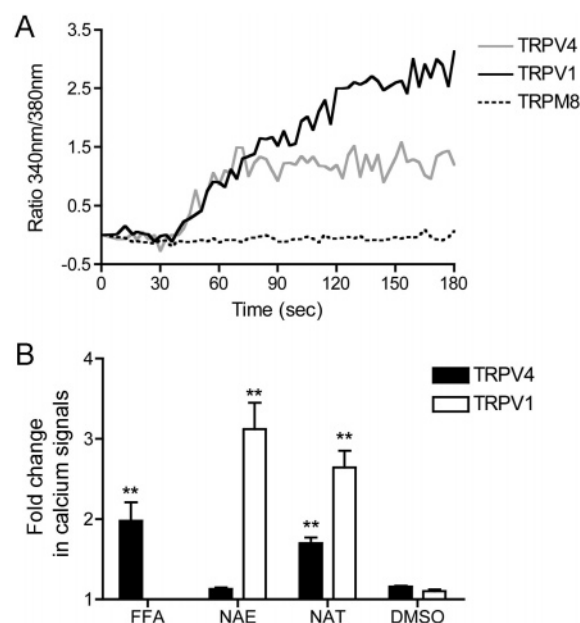 A
Ratio 340nm/380nm
3.5
2.5
1.5
0.5
-0.5
0 30 60 90 120 150 180
Time (sec)
TRPV4
TRPV1
TRPM8
B
Fold change
in calcium signals
4
3
2
1
**
**
**
**
FFA NAE NAT DMSO
TRPV4
TRPV1